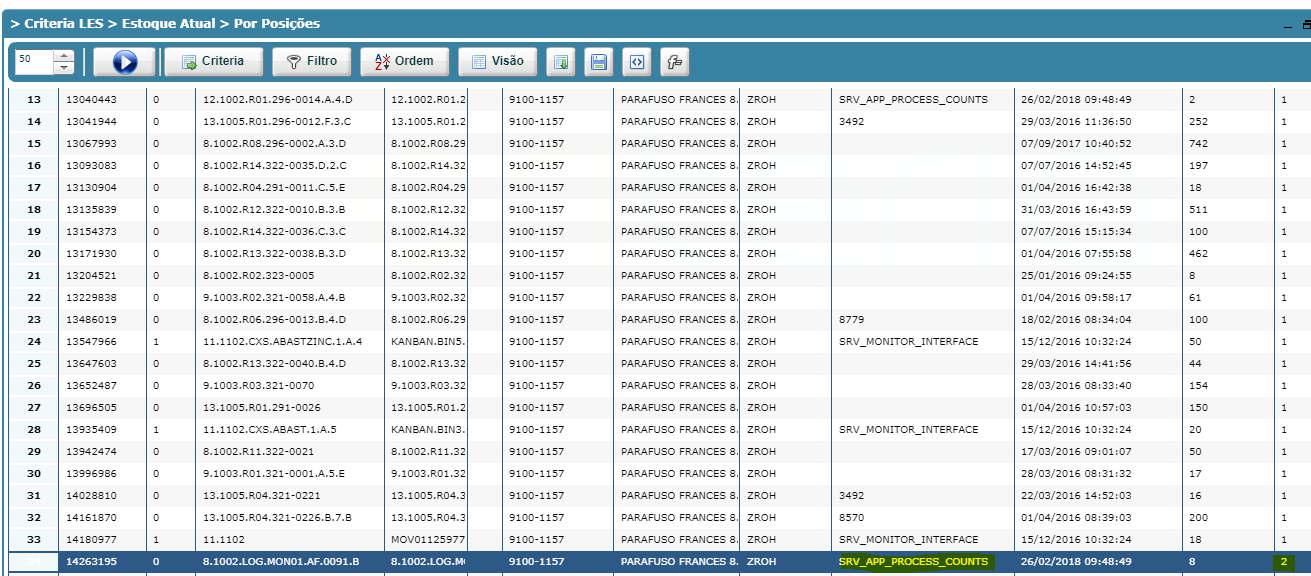 > Criteria LES > Estoque Atual > Por Posições
50 Criteria Filtro Ordem Visão
13 13040443 0 12.1002.R01.296-0014.A.4.D 12.1002.R01.2 9100-1157 PARAFUSO FRANCES 8. ZROH SRV_APP_PROCESS_COUNTS 26/02/2018 09:48:49 2 1
14 13041944 0 13.1005.R01.296-0012.F.3.C 13.1005.R01.2 9100-1157 PARAFUSO FRANCES 8. ZROH 3492 29/03/2016 11:36:50 252 1
15 13067993 0 8.1002.R08.296-0002.A.3.D 8.1002.R08.29 9100-1157 PARAFUSO FRANCES 8. ZROH 07/09/2017 10:40:52 742 1
16 13093083 0 8.1002.R14.322-0035.D.2.C 8.1002.R14.32 9100-1157 PARAFUSO FRANCES 8. ZROH 07/07/2016 14:52:45 197 1
17 13130904 0 8.1002.R04.291-0011.C.5.E 8.1002.R04.29 9100-1157 PARAFUSO FRANCES 8. ZROH 01/04/2016 16:42:38 18 1
18 13135839 0 8.1002.R12.322-0010.B.3.B 8.1002.R12.32 9100-1157 PARAFUSO FRANCES 8. ZROH 31/03/2016 16:43:59 511 1
19 13154373 0 8.1002.R14.322-0036.C.3.C 8.1002.R14.32 9100-1157 PARAFUSO FRANCES 8. ZROH 07/07/2016 15:15:34 100 1
20 13171930 0 8.1002.R13.322-0038.B.3.D 8.1002.R13.32 9100-1157 PARAFUSO FRANCES 8. ZROH 01/04/2016 07:55:58 462 1
21 13204521 0 8.1002.R02.323-0005 8.1002.R02.32 9100-1157 PARAFUSO FRANCES 8. ZROH 25/01/2016 09:24:55 8 1
22 13229838 0 9.1003.R02.321-0058.A.4.B 9.1003.R02.32 9100-1157 PARAFUSO FRANCES 8. ZROH 01/04/2016 09:58:17 61 1
23 13486019 0 8.1002.R06.296-0013.B.4.D 8.1002.R06.29 9100-1157 PARAFUSO FRANCES 8. ZROH 8779 18/02/2016 08:34:04 100 1
24 13547966 1 11.1102.CXS.ABASTZINC.1.A.4 KANBAN.BIN5. 9100-1157 PARAFUSO FRANCES 8. ZROH SRV_MONITOR_INTERFACE 15/12/2016 10:32:24 50 1
25 13647603 0 8.1002.R13.322-0040.B.4.D 8.1002.R13.32 9100-1157 PARAFUSO FRANCES 8. ZROH 29/03/2016 14:41:56 44 1
26 13652487 0 9.1003.R03.321-0070 9.1003.R03.32 9100-1157 PARAFUSO FRANCES 8. ZROH 28/03/2016 08:33:40 154 1
27 13696505 0 13.1005.R01.291-0026 13.1005.R01.2 9100-1157 PARAFUSO FRANCES 8. ZROH 01/04/2016 10:57:03 150 1
28 13935409 1 11.1102.CXS.ABAST.1.A.5 KANBAN.BIN3. 9100-1157 PARAFUSO FRANCES 8. ZROH SRV_MONITOR_INTERFACE 15/12/2016 10:32:24 20 1
29 13942474 0 8.1002.R11.322-0021 8.1002.R11.32 9100-1157 PARAFUSO FRANCES 8. ZROH 17/03/2016 09:01:07 50 1
30 13996986 0 9.1003.R01.321-0001.A.5.E 9.1003.R01.32 9100-1157 PARAFUSO FRANCES 8. ZROH 28/03/2016 08:31:32 17 1
31 14028810 0 13.1005.R04.321-0221 13.1005.R04.3 9100-1157 PARAFUSO FRANCES 8. ZROH 3492 22/03/2016 14:52:03 16 1
32 14161870 0 13.1005.R04.321-0226.B.7.B 13.1005.R04.3 9100-1157 PARAFUSO FRANCES 8. ZROH 8570 01/04/2016 08:39:03 200 1
33 14180977 1 11.1102 MOV01125977 9100-1157 PARAFUSO FRANCES 8. ZROH SRV_MONITOR_INTERFACE 15/12/2016 10:32:24 18 1
34 14263195 0 8.1002.LOG.MON01.AF.0091.B 8.1002.LOG.M 9100-1157 PARAFUSO FRANCES 8. ZROH SRV_APP_PROCESS_COUNTS 26/02/2018 09:48:49 8 2